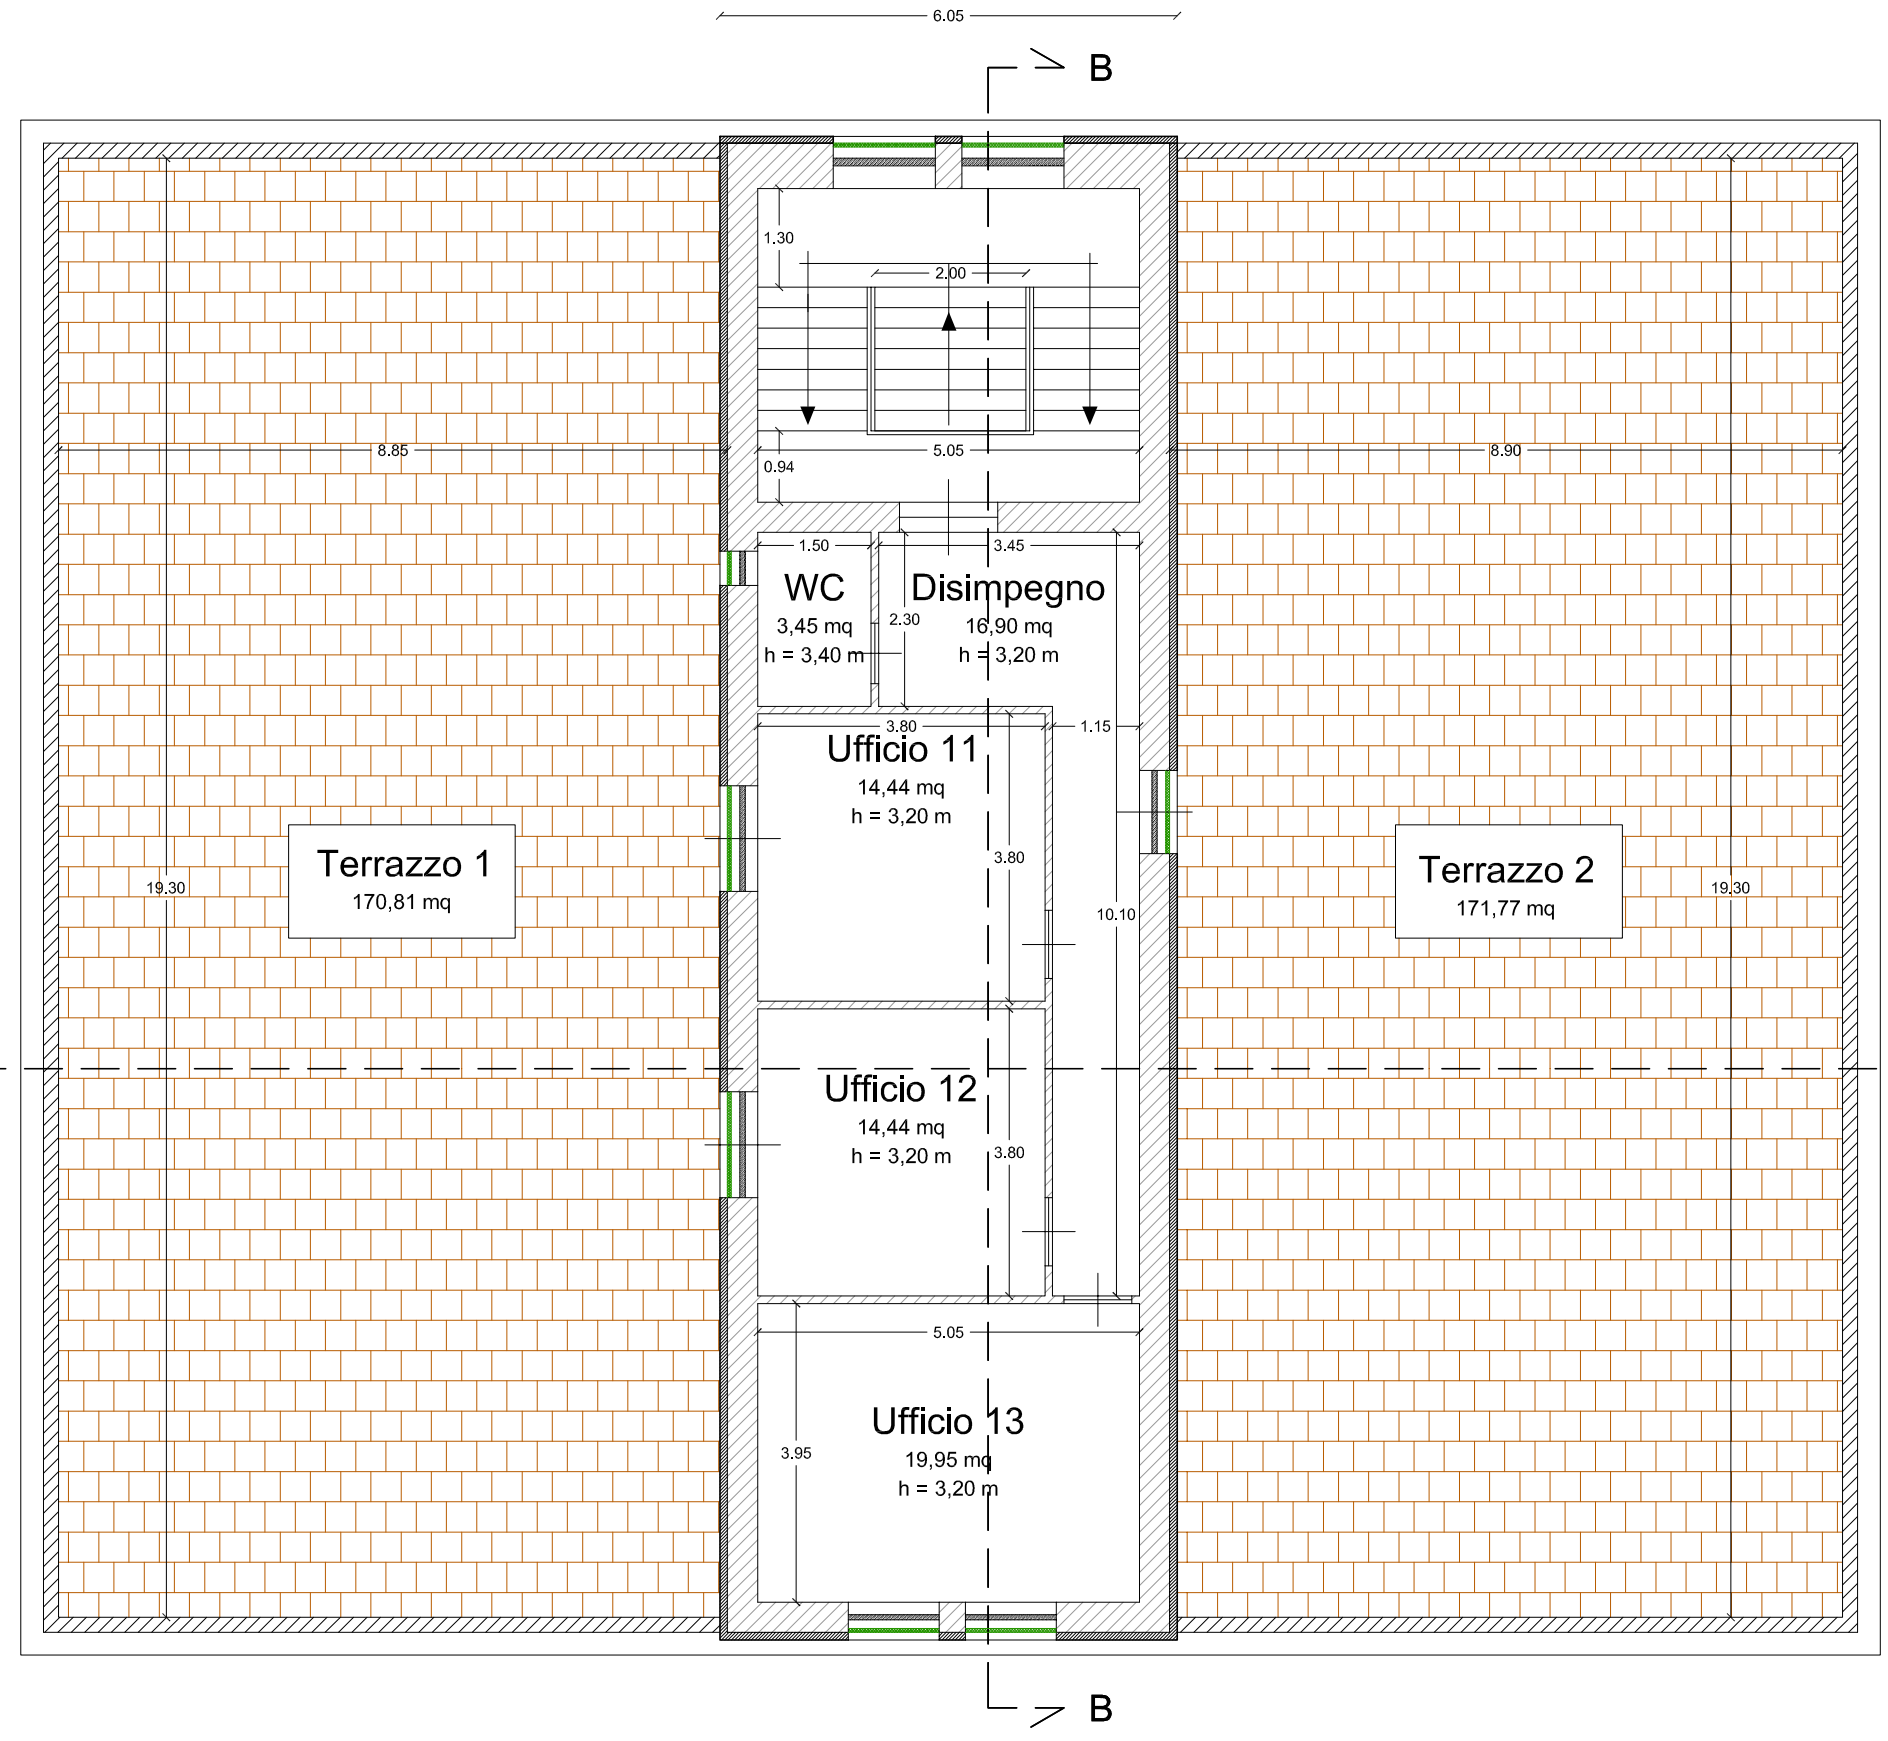 6.05
B
1.30
2.00
8.85
5.05
8.90
0.94
1.50
3.45
WC
3,45 mq
h = 3,40 m
2.30
Disimpegno
16,90 mq
h = 3,20 m
3.80
1.15
Ufficio 11
14,44 mq
h = 3,20 m
3.80
Terrazzo 1
170,81 mq
19.30
10.10
Terrazzo 2
171,77 mq
19.30
Ufficio 12
14,44 mq
h = 3,20 m
3.80
5.05
Ufficio 13
19,95 mq
h = 3,20 m
3.95
B